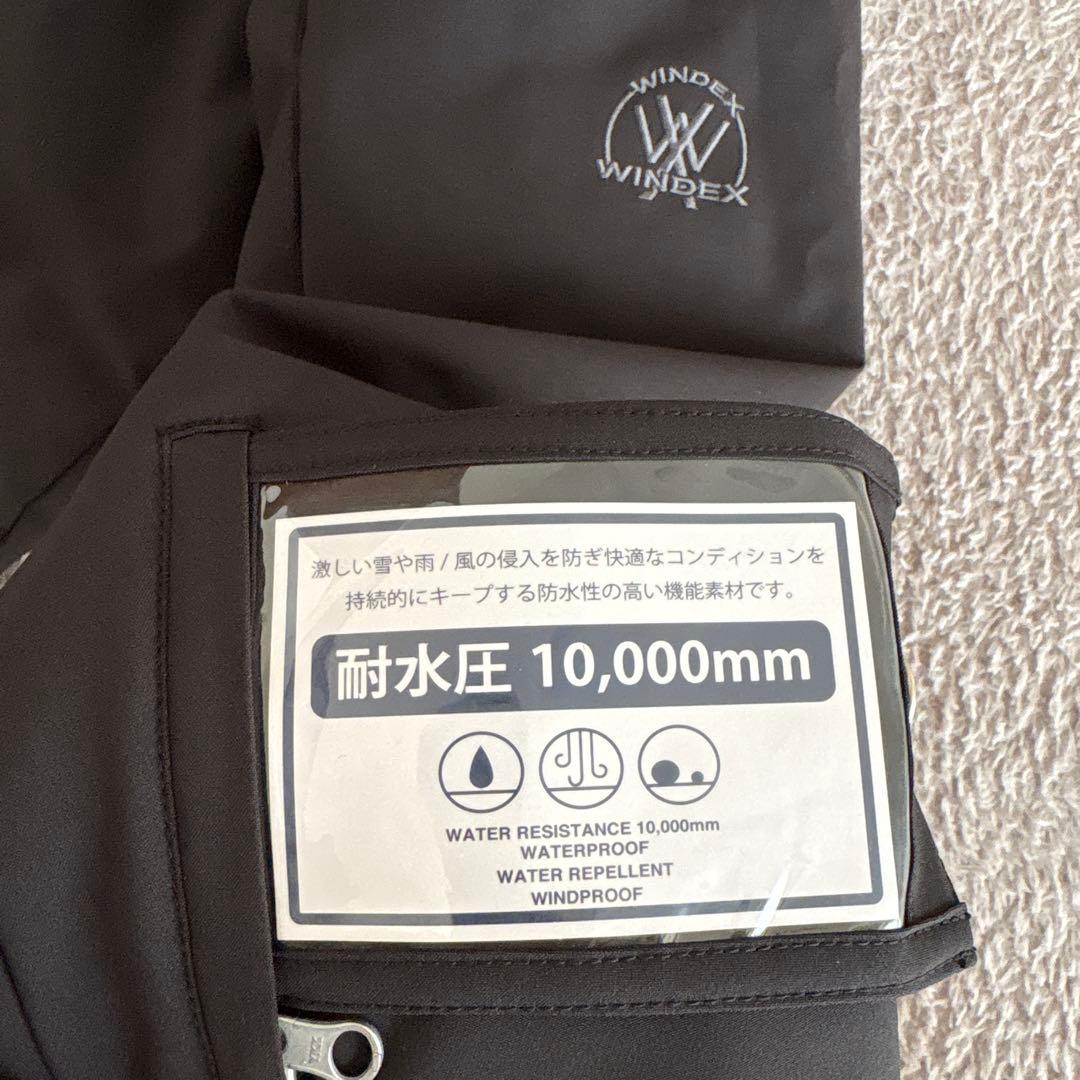 WINDEX
W
WINDEX
激しい雪や雨 / 風の侵入を防ぎ快適なコンディションを
持続的にキープする防水性の高い機能素材です。
耐水圧 10,000mm
WATER RESISTANCE 10,000mm
WATERPROOF
WATER REPELLENT
WINDPROOF
YKK